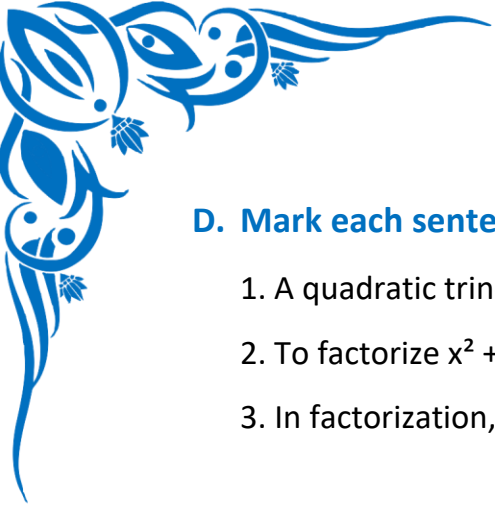 D. Mark each sente
1. A quadratic trin
2. To factorize x² +
3. In factorization,